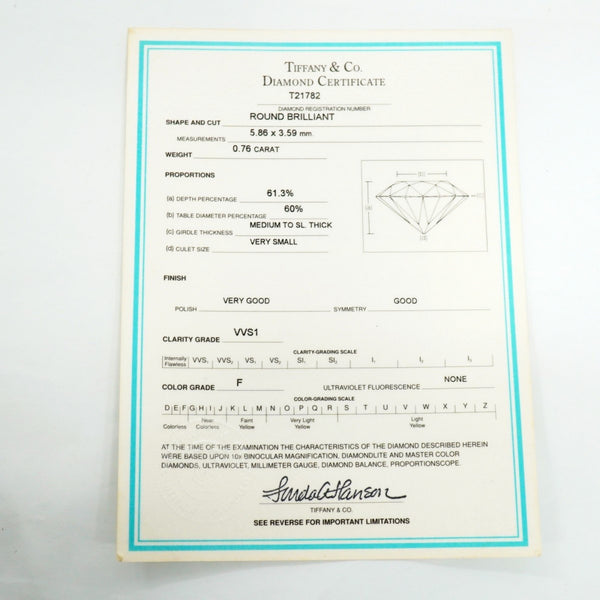 TIFFANY & CO.
DIAMOND CERTIFICATE
T21782
DIAMOND REGISTRATION NUMBER
SHAPE AND CUT ROUND BRILLIANT
MEASUREMENTS 5.86 x 3.59 mm.
WEIGHT 0.76 CARAT
PROPORTIONS
(a) DEPTH PERCENTAGE 61.3%
(b) TABLE DIAMETER PERCENTAGE 60%
(c) GIRDLE THICKNESS MEDIUM TO SL. THICK
(d) CULET SIZE VERY SMALL
(b)
(a)
(c)
(d)
FINISH
POLISH VERY GOOD SYMMETRY GOOD
CLARITY GRADE VVS1
CLARITY-GRADING SCALE
Internally Flawless VVS1 VVS2 VS1 VS2 SI1 SI2 I1 I2 I3
COLOR GRADE F ULTRAVIOLET FLUORESCENCE NONE
COLOR-GRADING SCALE
D E F G H I J K L M N O P Q R S T U V W X Y Z
Colorless Near Colorless Faint Yellow Very Light Yellow Light Yellow
AT THE TIME OF THE EXAMINATION THE CHARACTERISTICS OF THE DIAMOND DESCRIBED HEREIN
WERE BASED UPON 10x BINOCULAR MAGNIFICATION, DIAMONDLITE AND MASTER COLOR
DIAMONDS, ULTRAVIOLET, MILLIMETER GAUGE, DIAMOND BALANCE, PROPORTIONSCOPE.
Linda A Hanson
TIFFANY & CO.
SEE REVERSE FOR IMPORTANT LIMITATIONS